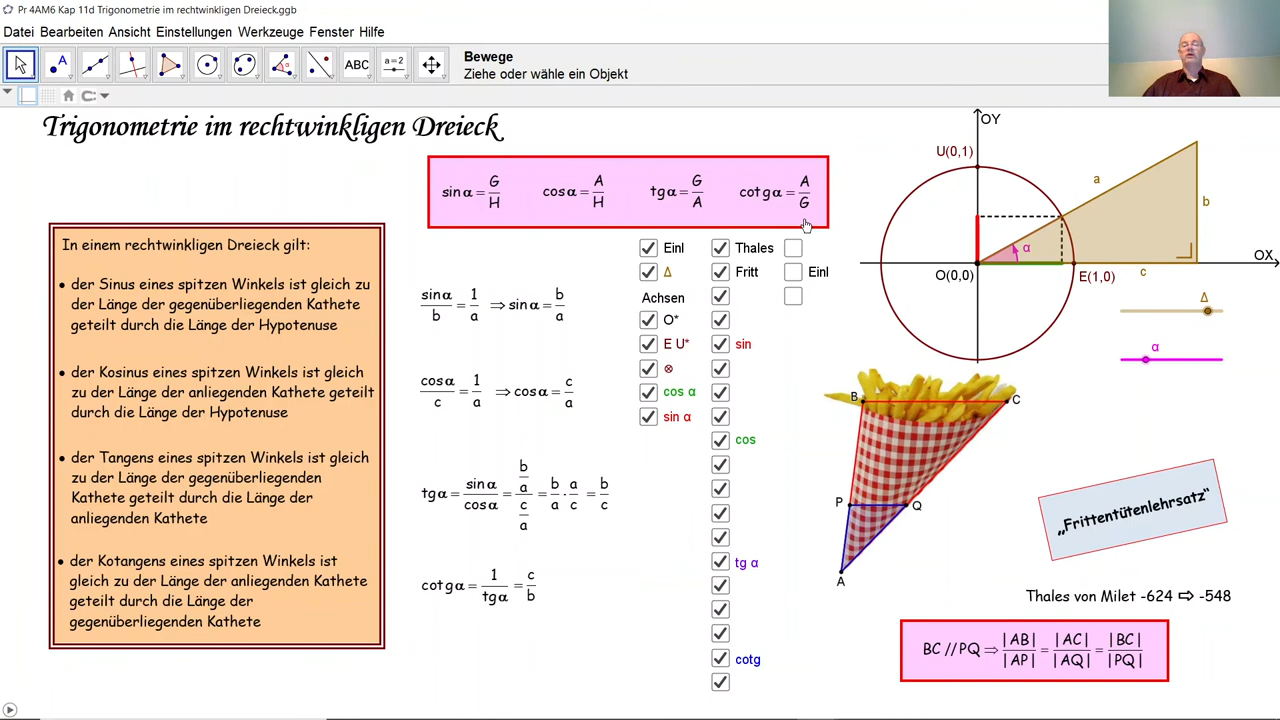 Pr 4AM6 Kap 11d Trigonometrie im rechtwinkligen Dreieck.ggb
Datei Bearbeiten Ansicht Einstellungen Werkzeuge Fenster Hilfe
A
ABC
a=2
Bewege
Ziehe oder wähle ein Objekt
Trigonometrie im rechtwinkligen Dreieck
sin α = G/H
cos α = A/H
tg α = G/A
cotg α = A/G
In einem rechtwinkligen Dreieck gilt:
• der Sinus eines spitzen Winkels ist gleich zu
der Länge der gegenüberliegenden Kathete
geteilt durch die Länge der Hypotenuse
• der Kosinus eines spitzen Winkels ist gleich
zu der Länge der anliegenden Kathete geteilt
durch die Länge der Hypotenuse
• der Tangens eines spitzen Winkels ist gleich
zu der Länge der gegenüberliegenden
Kathete geteilt durch die Länge der
anliegenden Kathete
• der Kotangens eines spitzen Winkels ist
gleich zu der Länge der anliegenden Kathete
geteilt durch die Länge der
gegenüberliegenden Kathete
sin α / b = 1/a ⇒ sin α = b/a
cos α / c = 1/a ⇒ cos α = c/a
tg α = sin α / cos α = (b/a)/(c/a) = b/a · a/c = b/c
cotg α = 1/tg α = c/b
Einl
Δ
Achsen
O*
E U*
⊗
cos α
sin α
Thales
Fritt
sin
cos
tg α
cotg
Einl
OY
U(0,1)
a
b
α
OX
O(0,0)
E(1,0)
c
Δ
α
B
C
P
Q
A
„Frittentütenlehrsatz“
Thales von Milet -624 ⇨ -548
BC // PQ ⇒ |AB|/|AP| = |AC|/|AQ| = |BC|/|PQ|